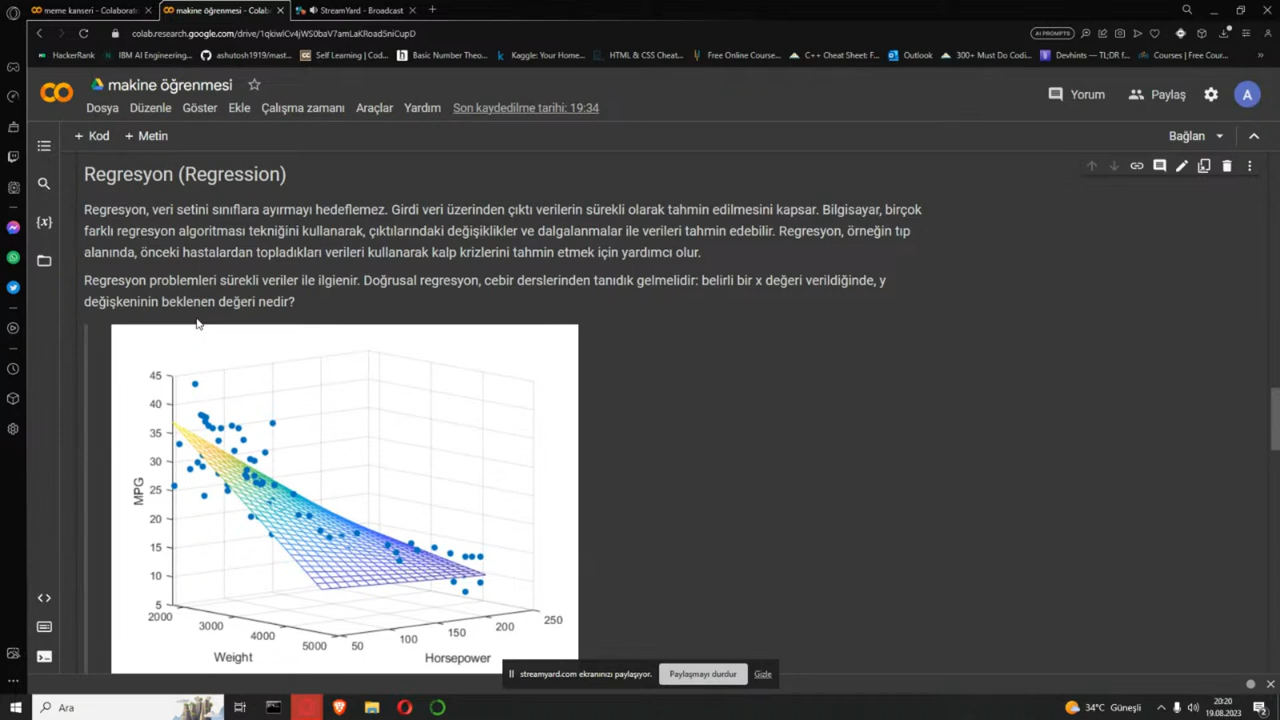 meme kanseri - Colaborato
makine öğrenmesi - Colab
StreamYard - Broadcast
colab.research.google.com/drive/1qkiwlCv4jWS0baV7amLaKRoad5niCupD
AI PROMPTS
HackerRank
IBM AI Engineering...
ashutosh1919/mast...
Self Learning | Cod...
Basic Number Theo...
Kaggle: Your Home...
HTML & CSS Cheat...
Free Online Course...
C++ Cheat Sheet: F...
Outlook
300+ Must Do Codi...
Devhints — TL;DR f...
Courses | Free Cour...
makine öğrenmesi
Dosya Düzenle Göster Ekle Çalışma zamanı Araçlar Yardım Son kaydedilme tarihi: 19:34
Yorum
Paylaş
A
+ Kod + Metin
Bağlan
Regresyon (Regression)
Regresyon, veri setini sınıflara ayırmayı hedeflemez. Girdi veri üzerinden çıktı verilerin sürekli olarak tahmin edilmesini kapsar. Bilgisayar, birçok
farklı regresyon algoritması tekniğini kullanarak, çıktılarındaki değişiklikler ve dalgalanmalar ile verileri tahmin edebilir. Regresyon, örneğin tıp
alanında, önceki hastalardan topladıkları verileri kullanarak kalp krizlerini tahmin etmek için yardımcı olur.
Regresyon problemleri sürekli veriler ile ilgienir. Doğrusal regresyon, cebir derslerinden tanıdık gelmelidir: belirli bir x değeri verildiğinde, y
değişkeninin beklenen değeri nedir?
45
40
35
30
25
20
15
10
5
MPG
2000
3000
4000
5000
Weight
50
100
150
200
250
Horsepower
streamyard.com ekranınızı paylaşıyor.
Paylaşmayı durdur
Gizle
Ara
34°C Güneşli
20:20
19.08.2023
2